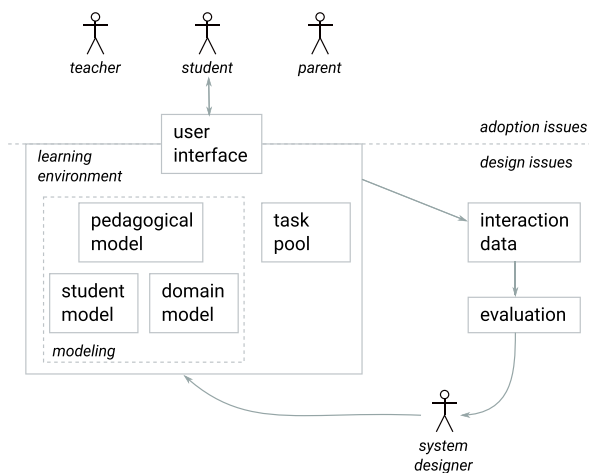 teacher
student
parent
user
interface
adoption issues
design issues
learning
environment
pedagogical
model
task
pool
interaction
data
student
model
domain
model
evaluation
modeling
system
designer